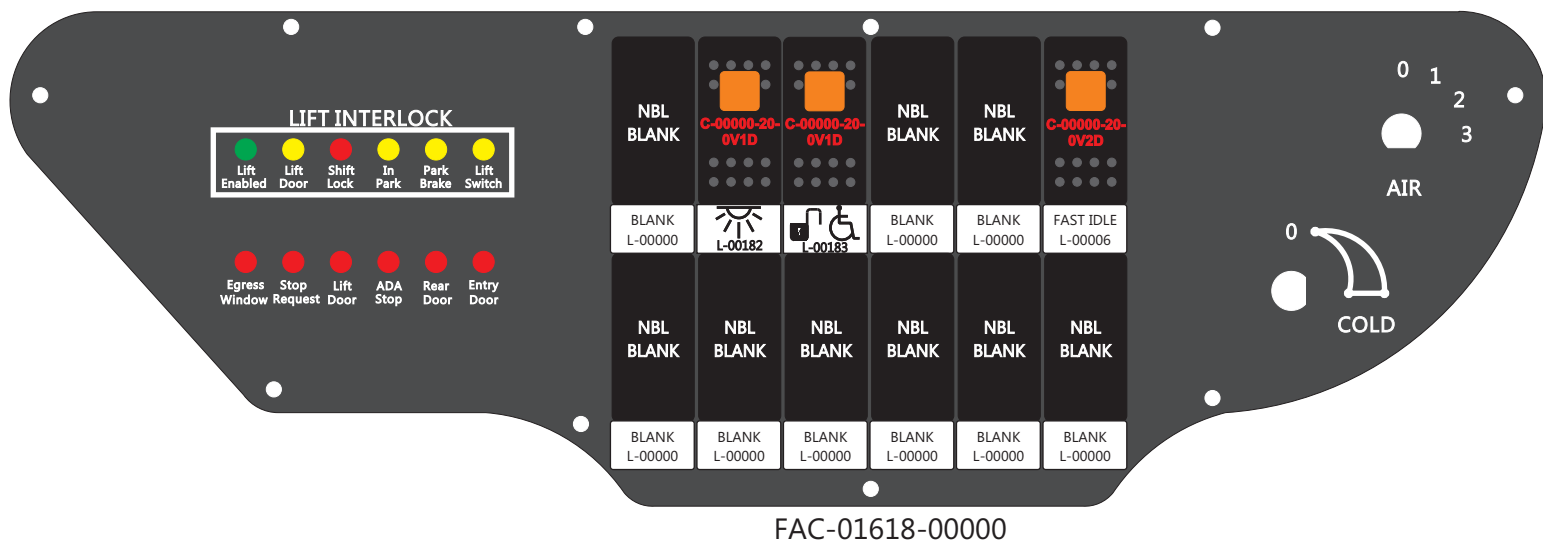 LIFT INTERLOCK
Lift Enabled
Lift Door
Shift Lock
In Park
Park Brake
Lift Switch
Egress Window
Stop Request
Lift Door
ADA Stop
Rear Door
Entry Door
NBL
BLANK
C-00000-20-
0V1D
C-00000-20-
0V1D
NBL
BLANK
NBL
BLANK
C-00000-20-
0V2D
BLANK
L-00000
L-00182
L-00183
BLANK
L-00000
BLANK
L-00000
FAST IDLE
L-00006
NBL
BLANK
NBL
BLANK
NBL
BLANK
NBL
BLANK
NBL
BLANK
NBL
BLANK
BLANK
L-00000
BLANK
L-00000
BLANK
L-00000
BLANK
L-00000
BLANK
L-00000
BLANK
L-00000
0
1
2
3
AIR
0
COLD
FAC-01618-00000